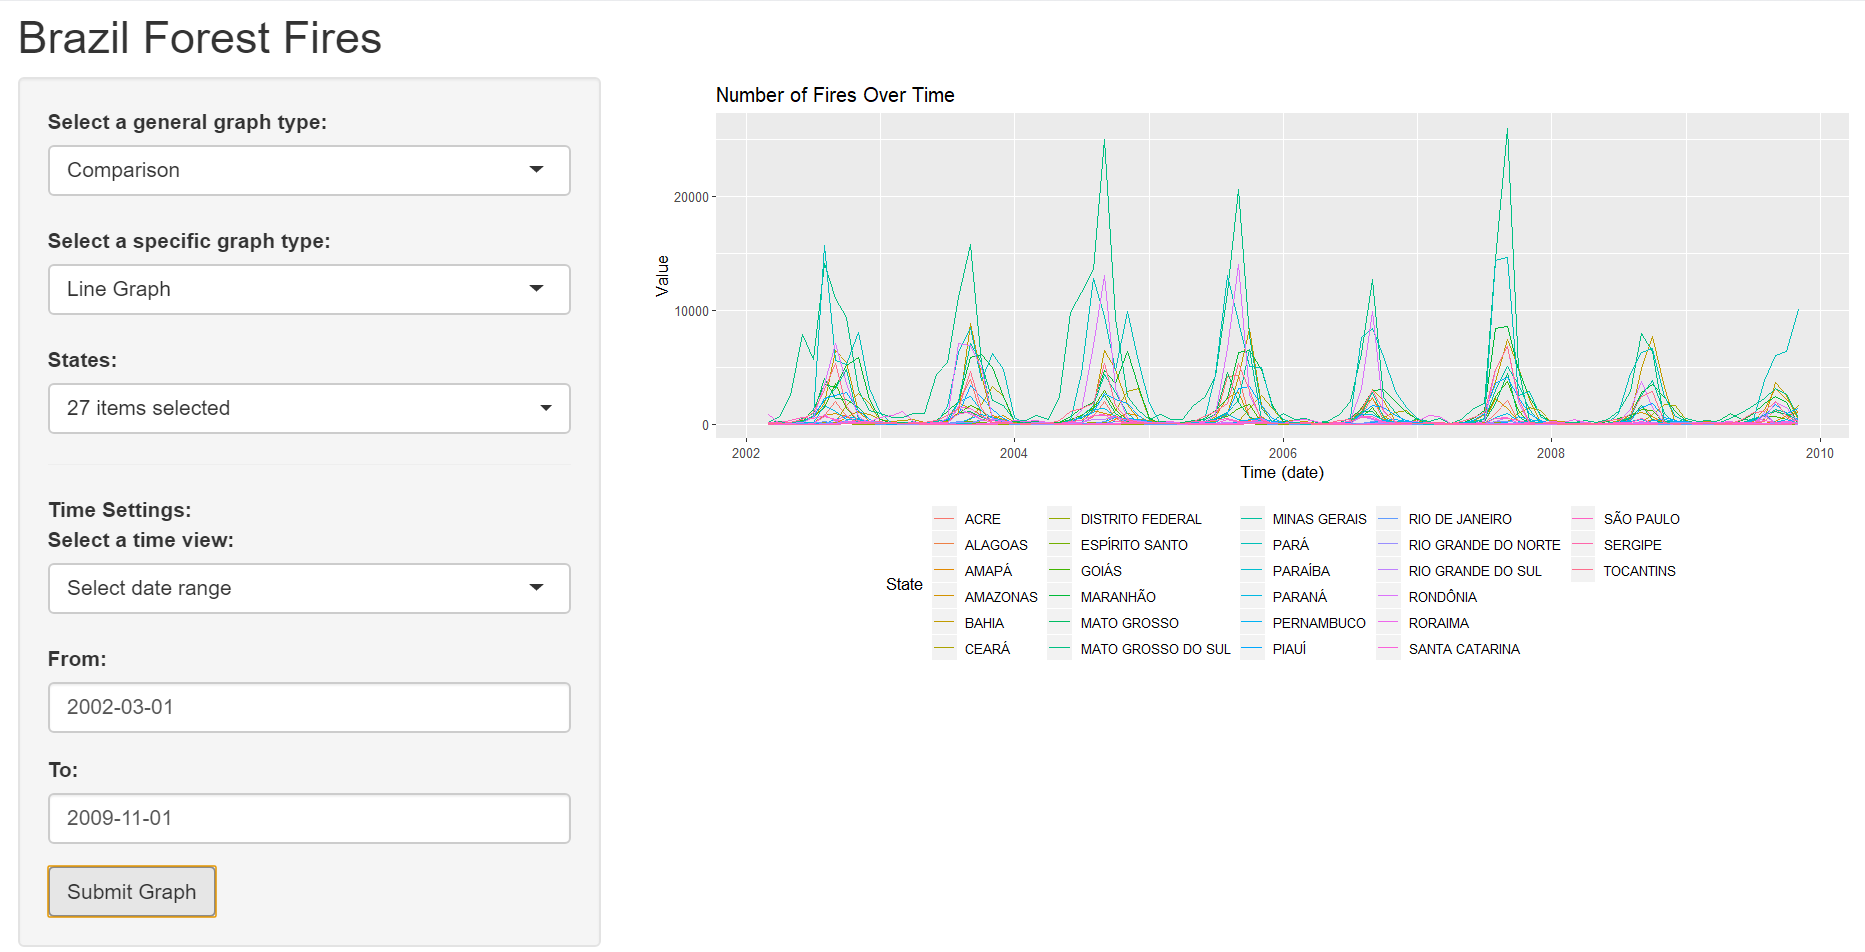 Brazil Forest Fires
Select a general graph type:
Comparison
Select a specific graph type:
Line Graph
States:
27 items selected
Time Settings:
Select a time view:
Select date range
From:
2002-03-01
To:
2009-11-01
Submit Graph
Number of Fires Over Time
Value
20000
10000
0
2002 2004 2006 2008 2010
Time (date)
State
ACRE DISTRITO FEDERAL MINAS GERAIS RIO DE JANEIRO SÃO PAULO
ALAGOAS ESPÍRITO SANTO PARÁ RIO GRANDE DO NORTE SERGIPE
AMAPÁ GOIÁS PARAÍBA RIO GRANDE DO SUL TOCANTINS
AMAZONAS MARANHÃO PARANÁ RONDÔNIA
BAHIA MATO GROSSO PERNAMBUCO RORAIMA
CEARÁ MATO GROSSO DO SUL PIAUÍ SANTA CATARINA